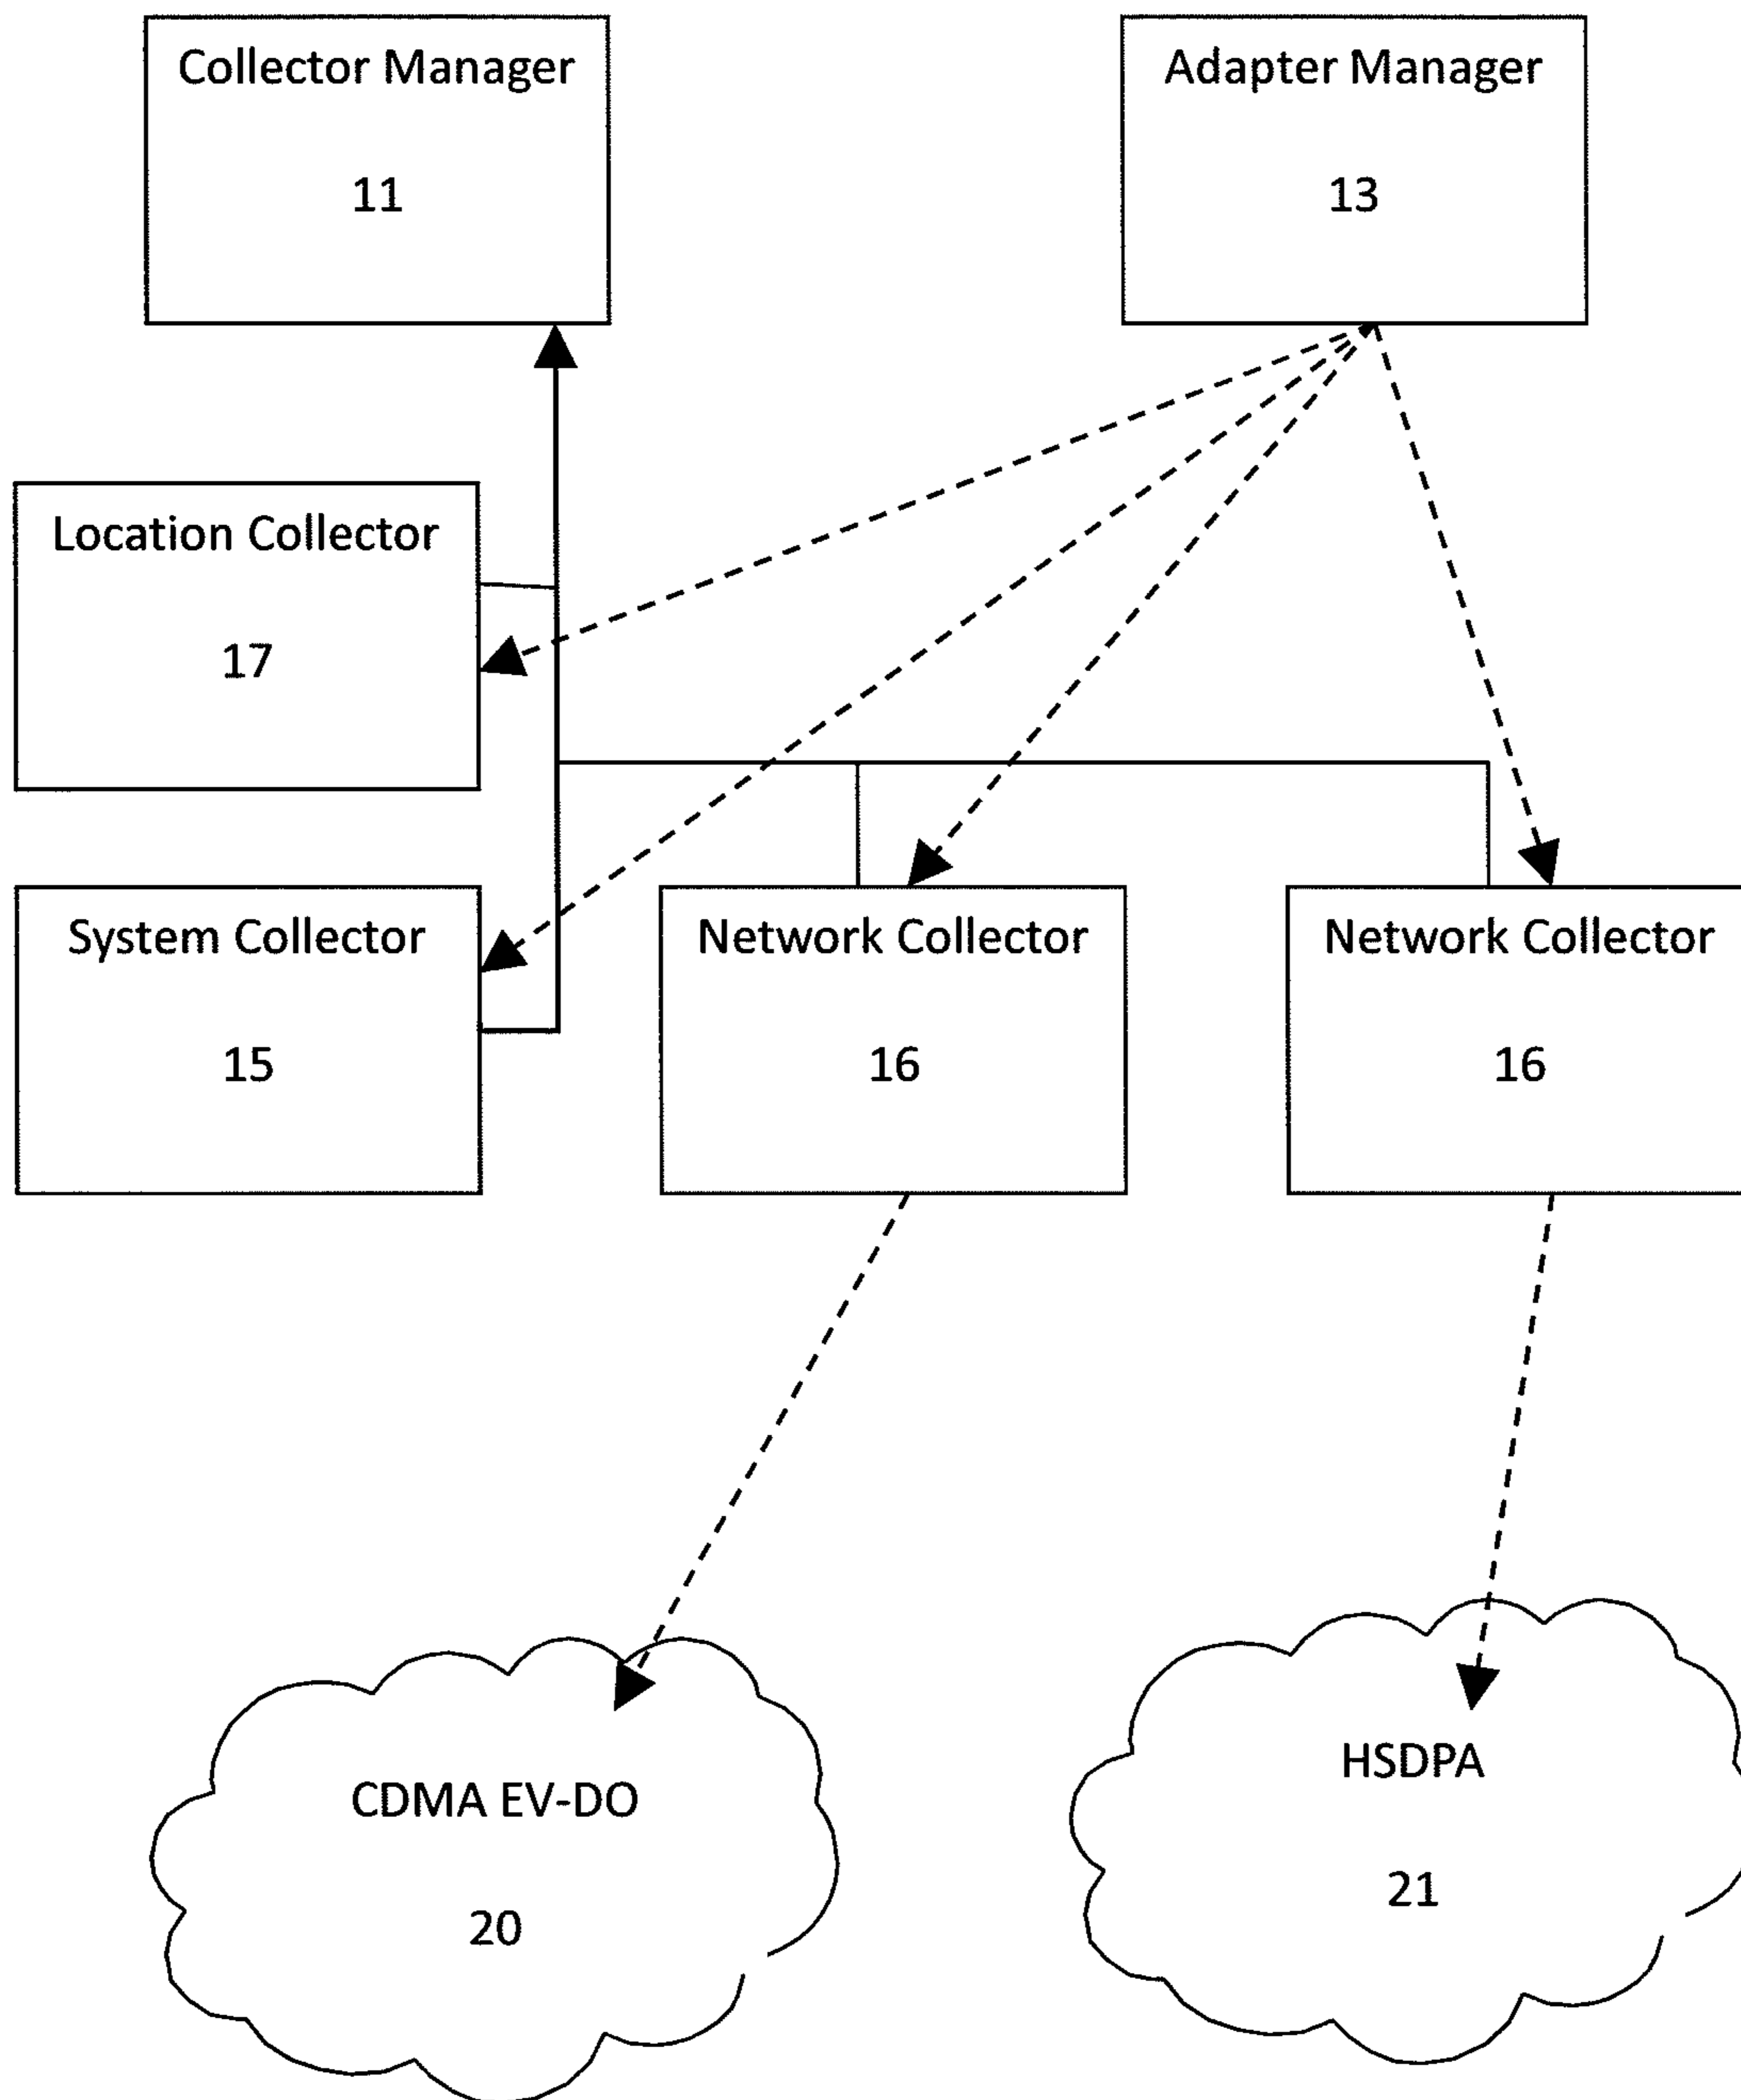 Collector Manager
11
Adapter Manager
13
Location Collector
17
System Collector
15
Network Collector
16
Network Collector
16
CDMA EV-DO
20
HSDPA
21